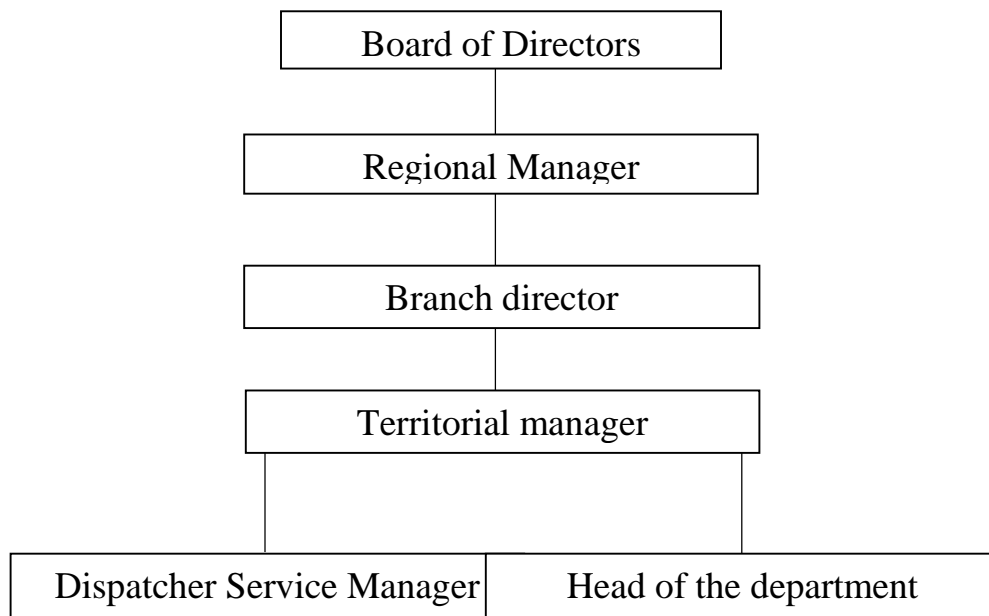 Board of Directors
Regional Manager
Branch director
Territorial manager
Dispatcher Service Manager
Head of the department